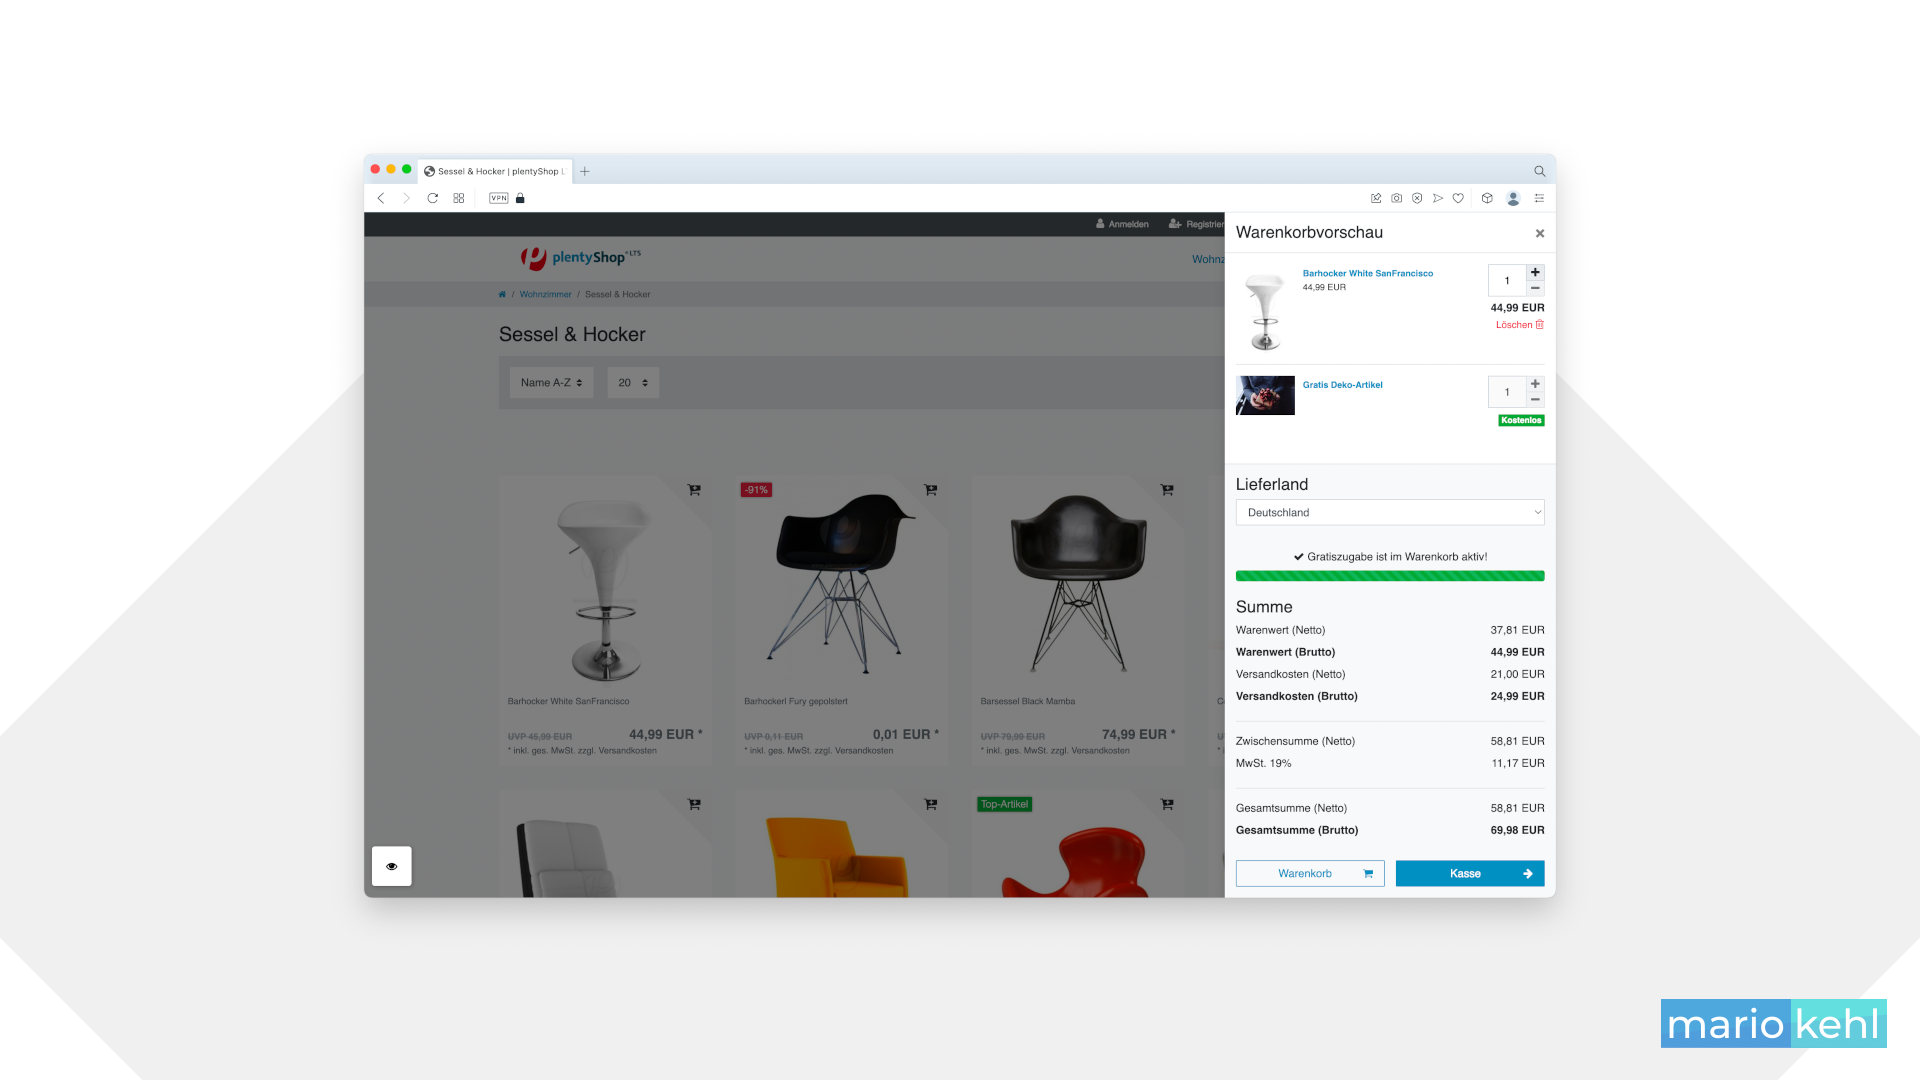 Sessel & Hocker | plentyShop L
VPN
Anmelden
Registrier
plentyShop LTS
Wohnz
/ Wohnzimmer / Sessel & Hocker
Sessel & Hocker
Name A-Z
20
-91%
Barhocker White SanFrancisco
UVP 45,99 EUR
44,99 EUR *
* inkl. ges. MwSt. zzgl. Versandkosten
Barhockerl Fury gepolstert
UVP 0,11 EUR
0,01 EUR *
* inkl. ges. MwSt. zzgl. Versandkosten
Barsessel Black Mamba
UVP 79,99 EUR
74,99 EUR *
* inkl. ges. MwSt. zzgl. Versandkosten
Top-Artikel
Warenkorbvorschau
Barhocker White SanFrancisco
44,99 EUR
1
44,99 EUR
Löschen
Gratis Deko-Artikel
1
Kostenlos
Lieferland
Deutschland
Gratiszugabe ist im Warenkorb aktiv!
Summe
Warenwert (Netto) 37,81 EUR
Warenwert (Brutto) 44,99 EUR
Versandkosten (Netto) 21,00 EUR
Versandkosten (Brutto) 24,99 EUR
Zwischensumme (Netto) 58,81 EUR
MwSt. 19% 11,17 EUR
Gesamtsumme (Netto) 58,81 EUR
Gesamtsumme (Brutto) 69,98 EUR
Warenkorb
Kasse
mario kehl